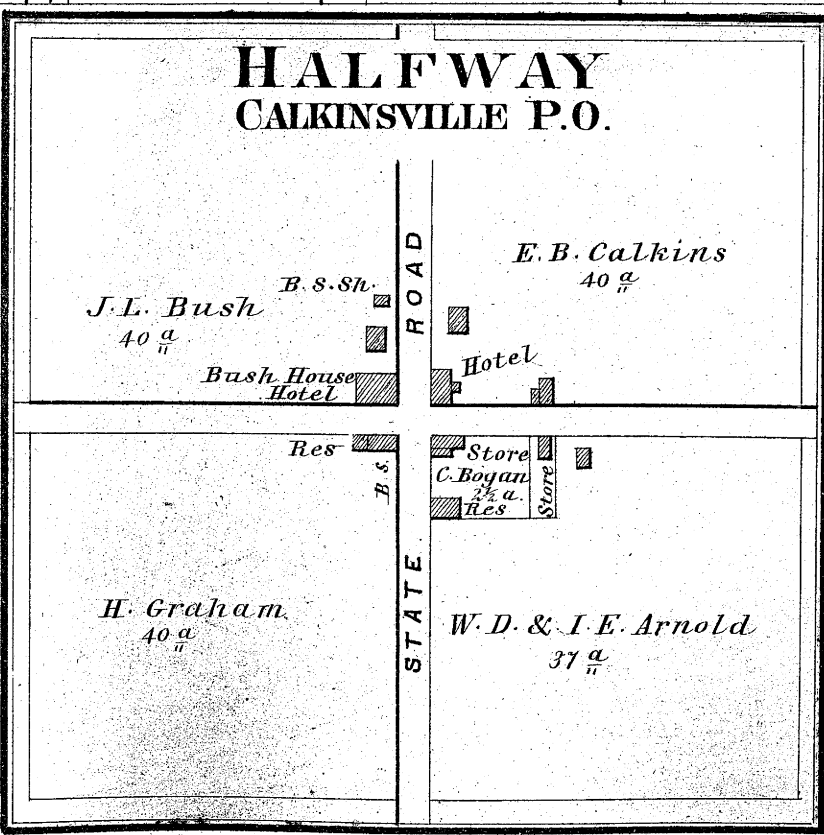 HALFWAY
CALKINSVILLE P.O.
E. B. Calkins
40 a
B. S. Sh.
J. L. Bush
40 a
ROAD
Hotel
Bush House
Hotel
Res
B S.
Store
C. Bogan
2½ a.
Res
Store
STATE
H. Graham
40 a
W. D. & I. E. Arnold
37 a